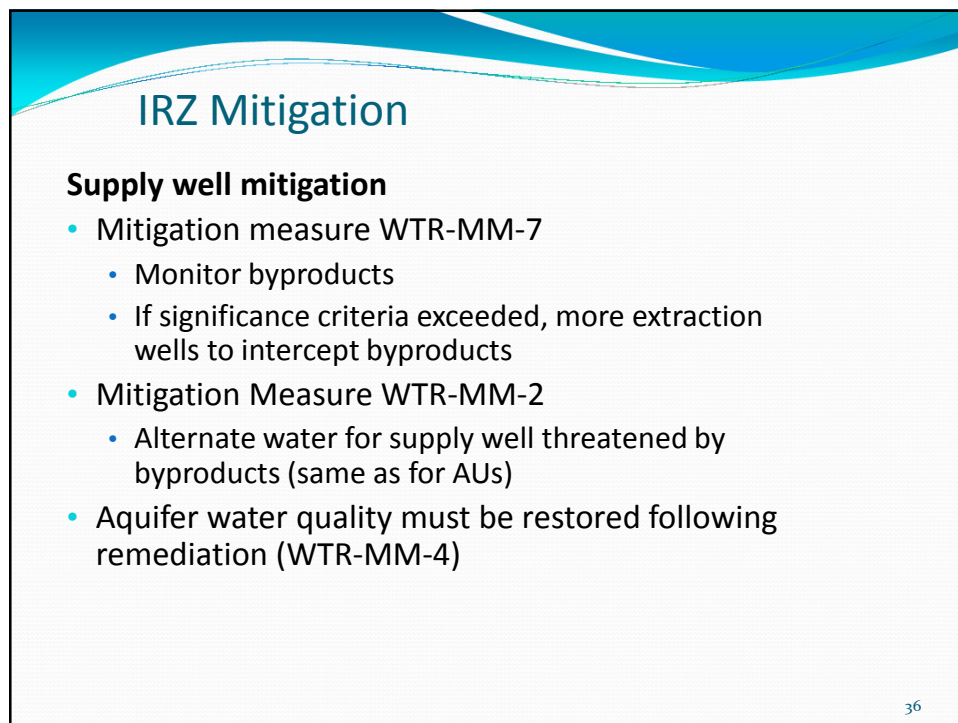 IRZ Mitigation
Supply well mitigation
• Mitigation measure WTR-MM-7
• Monitor byproducts
• If significance criteria exceeded, more extraction
wells to intercept byproducts
• Mitigation Measure WTR-MM-2
• Alternate water for supply well threatened by
byproducts (same as for AUs)
• Aquifer water quality must be restored following
remediation (WTR-MM-4)
36